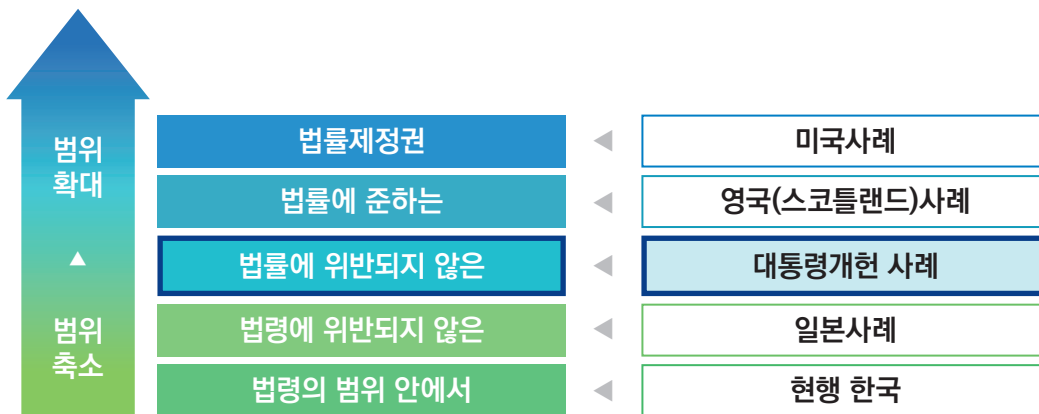 범위
확대
▲
범위
축소
법률제정권 ◀ 미국사례
법률에 준하는 ◀ 영국(스코틀랜드)사례
법률에 위반되지 않은 ◀ 대통령개헌 사례
법령에 위반되지 않은 ◀ 일본사례
법령의 범위 안에서 ◀ 현행 한국